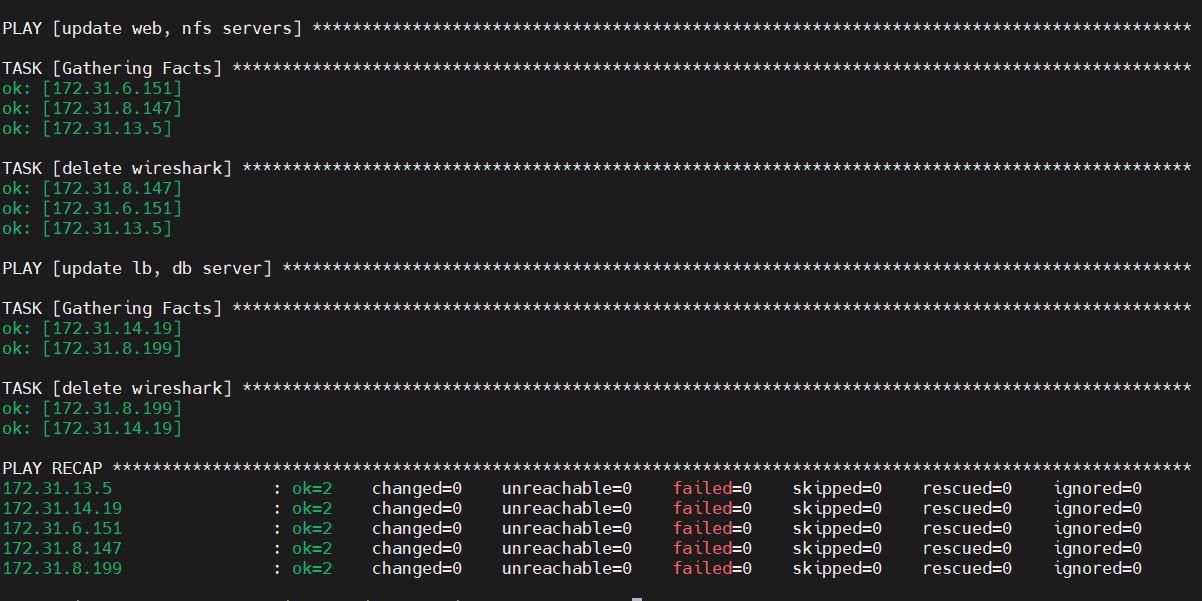 PLAY [update web, nfs servers] ****************************************************************************************
TASK [Gathering Facts] ************************************************************************************************
ok: [172.31.6.151]
ok: [172.31.8.147]
ok: [172.31.13.5]
TASK [delete wireshark] ***********************************************************************************************
ok: [172.31.8.147]
ok: [172.31.6.151]
ok: [172.31.13.5]
PLAY [update lb, db server] *******************************************************************************************
TASK [Gathering Facts] ************************************************************************************************
ok: [172.31.14.19]
ok: [172.31.8.199]
TASK [delete wireshark] ***********************************************************************************************
ok: [172.31.8.199]
ok: [172.31.14.19]
PLAY RECAP ************************************************************************************************************
172.31.13.5                : ok=2    changed=0    unreachable=0    failed=0    skipped=0    rescued=0    ignored=0
172.31.14.19               : ok=2    changed=0    unreachable=0    failed=0    skipped=0    rescued=0    ignored=0
172.31.6.151               : ok=2    changed=0    unreachable=0    failed=0    skipped=0    rescued=0    ignored=0
172.31.8.147               : ok=2    changed=0    unreachable=0    failed=0    skipped=0    rescued=0    ignored=0
172.31.8.199               : ok=2    changed=0    unreachable=0    failed=0    skipped=0    rescued=0    ignored=0